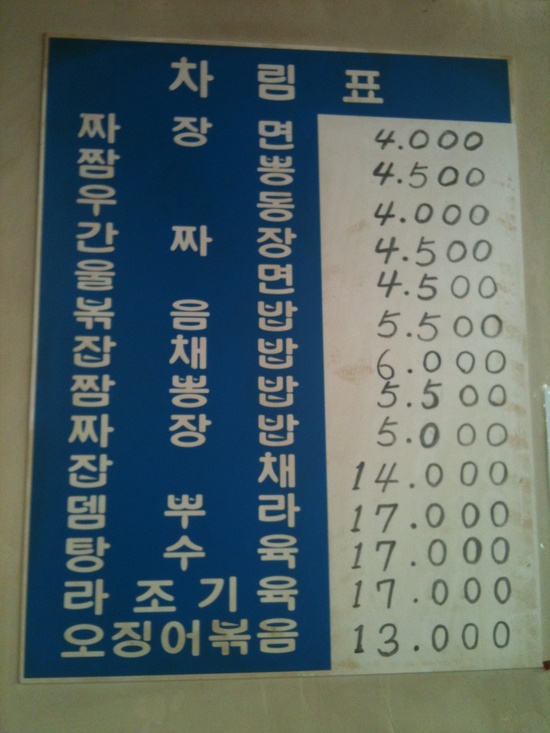 차림표
짜장면 4.000
짬뽕 4.500
우동 4.000
간짜장 4.500
울면 4.500
볶음밥 5.500
잡채밥 6.000
짬뽕밥 5.500
짜장밥 5.000
잡채 14.000
뎀뿌라 17.000
탕수육 17.000
라조기육 17.000
오징어볶음 13.000